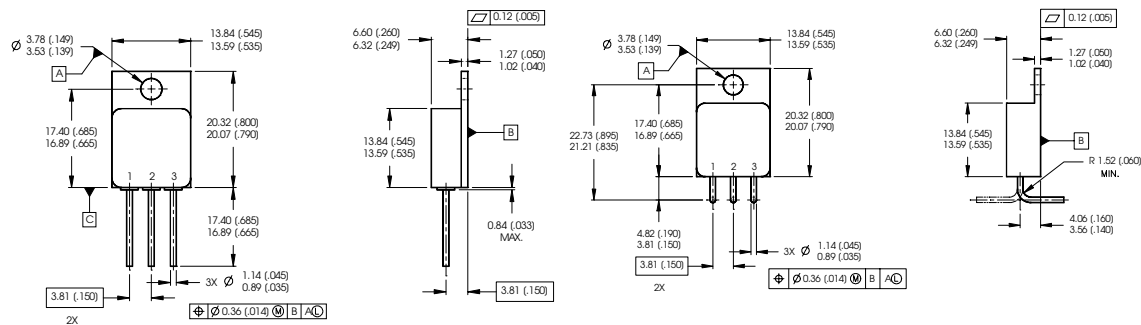 Ø 3.78 (.149)
3.53 (.139)
13.84 (.545)
13.59 (.535)
A
17.40 (.685)
16.89 (.665)
20.32 (.800)
20.07 (.790)
1 2 3
C
17.40 (.685)
16.89 (.665)
3X Ø 1.14 (.045)
0.89 (.035)
3.81 (.150)
2X
⌖ Ø 0.36 (.014) Ⓜ B A Ⓛ
⏥ 0.12 (.005)
6.60 (.260)
6.32 (.249)
1.27 (.050)
1.02 (.040)
13.84 (.545)
13.59 (.535)
B
0.84 (.033)
MAX.
3.81 (.150)
Ø 3.78 (.149)
3.53 (.139)
13.84 (.545)
13.59 (.535)
A
22.73 (.895)
21.21 (.835)
17.40 (.685)
16.89 (.665)
20.32 (.800)
20.07 (.790)
1 2 3
4.82 (.190)
3.81 (.150)
3X Ø 1.14 (.045)
0.89 (.035)
3.81 (.150)
2X
⌖ Ø 0.36 (.014) Ⓜ B A Ⓛ
⏥ 0.12 (.005)
6.60 (.260)
6.32 (.249)
1.27 (.050)
1.02 (.040)
13.84 (.545)
13.59 (.535)
B
R 1.52 (.060)
MIN.
4.06 (.160)
3.56 (.140)